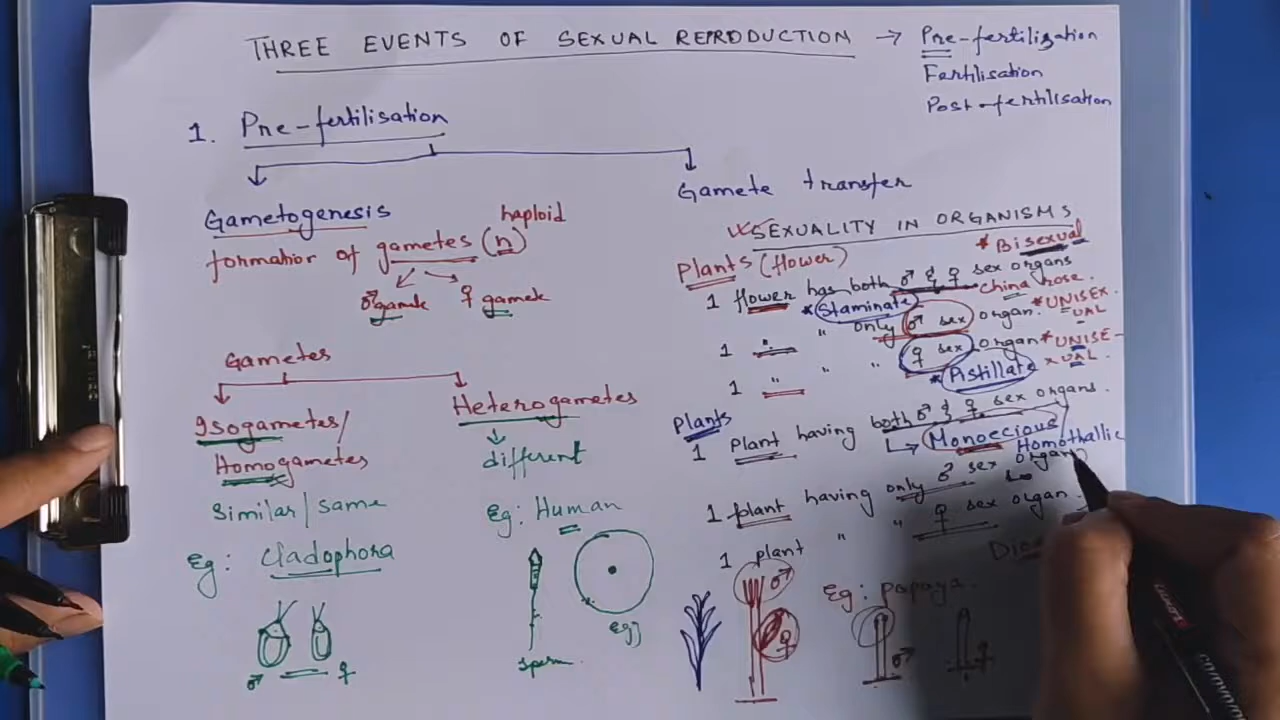 THREE EVENTS OF SEXUAL REPRODUCTION → Pre-fertilization
Fertilisation
Post-fertilisation
1. Pre-fertilisation
Gametogenesis
formation of gametes (n) haploid
♂ gamete ♀ gamete
Gametes
Isogametes/
Homogametes
Similar/same
Eg: Cladophora
♂ ♀
Heterogametes
different
Eg: Human
sperm
egg
Gamete transfer
SEXUALITY IN ORGANISMS
Plants (flower) * Bisexual
1 flower has both ♂ & ♀ sex organs
* Staminate China rose.
1 " " only ♂ sex organ. * UNISEXUAL
1 " " " ♀ sex organ * UNISEXUAL.
* Pistillate
Plants
1 Plant having both ♂ & ♀ sex organs.
↳ Monoecious
Homothallic
1 plant having only ♂ sex organ
1 plant " " ♀ sex organ.
Eg: papaya.
♂ ♀ ♂ ♀